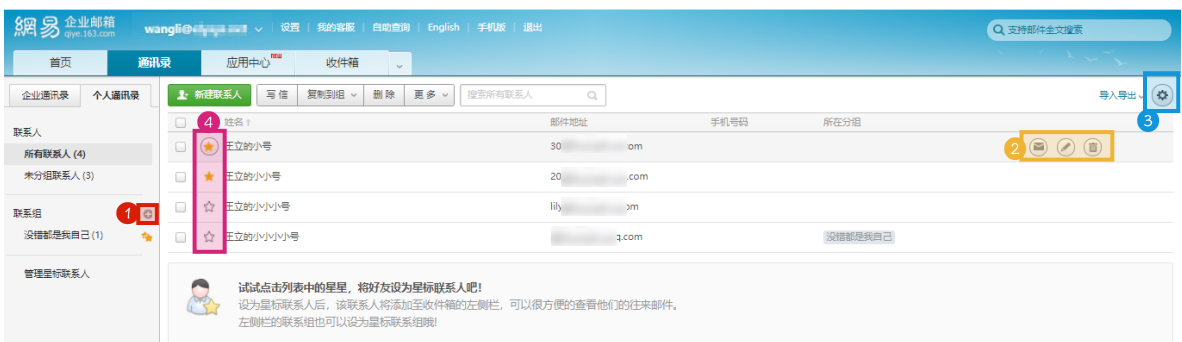 網易 企业邮箱
qiye.163.com
wangli@ 设置 我的客服 自助查询 English 手机版 退出
支持邮件全文搜索
首页 通讯录 应用中心 new 收件箱
企业通讯录 个人通讯录
新建联系人 写信 复制到组 删除 更多 搜索所有联系人
导入导出
3
联系人
所有联系人 (4)
未分组联系人 (3)
联系组
1
没错都是我自己 (1)
管理星标联系人
4 姓名 邮件地址 手机号码 所在分组
王立的小号 30 om
2
王立的小小号 20 .com
王立的小小小号 lily om
王立的小小小小号 q.com 没错都是我自己
试试点击列表中的星星，将好友设为星标联系人吧！
设为星标联系人后，该联系人将添加至收件箱的左侧栏，可以很方便的查看他们的往来邮件。
左侧栏的联系组也可以设为星标联系组哦!